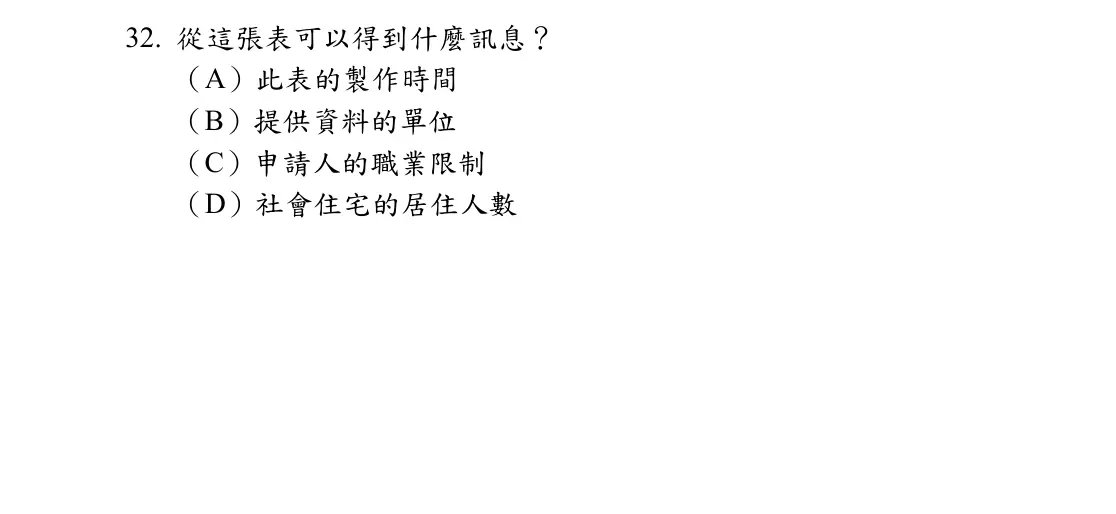 32. 從這張表可以得到什麼訊息？
（A）此表的製作時間
（B）提供資料的單位
（C）申請人的職業限制
（D）社會住宅的居住人數